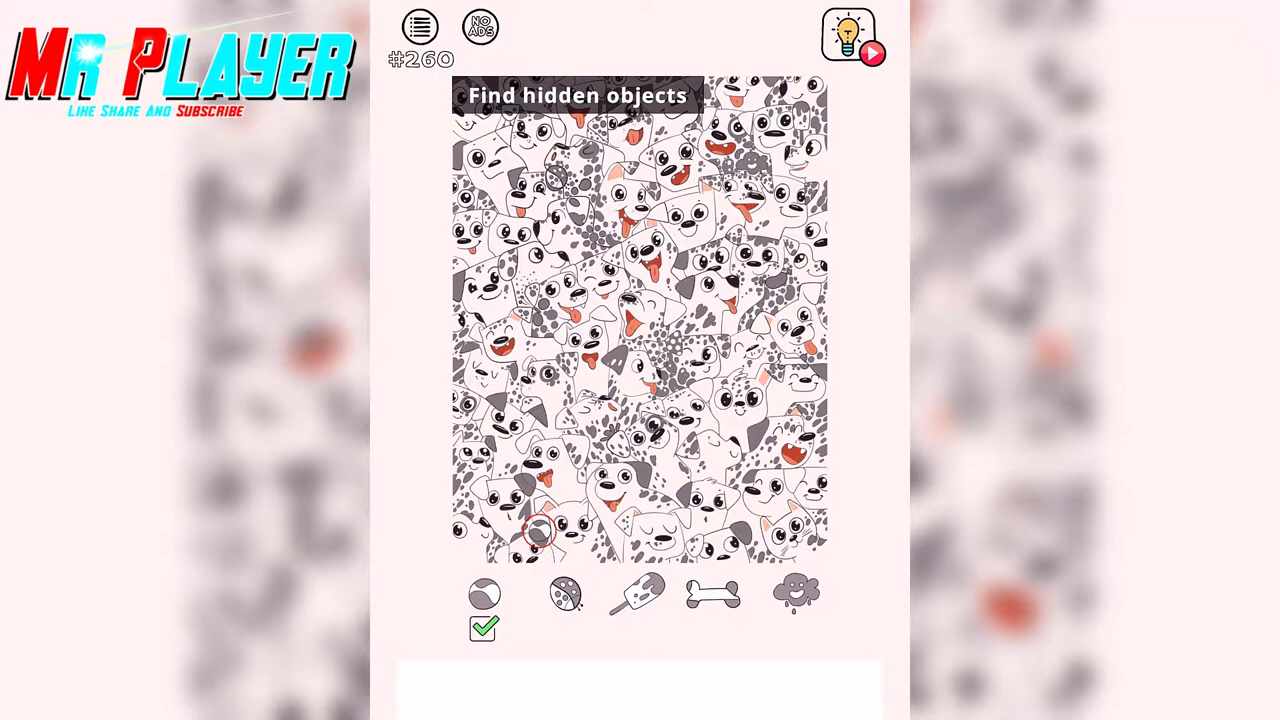 MR PLAYER
LIKE SHARE AND SUBSCRIBE
NO
ADS
#260
Find hidden objects